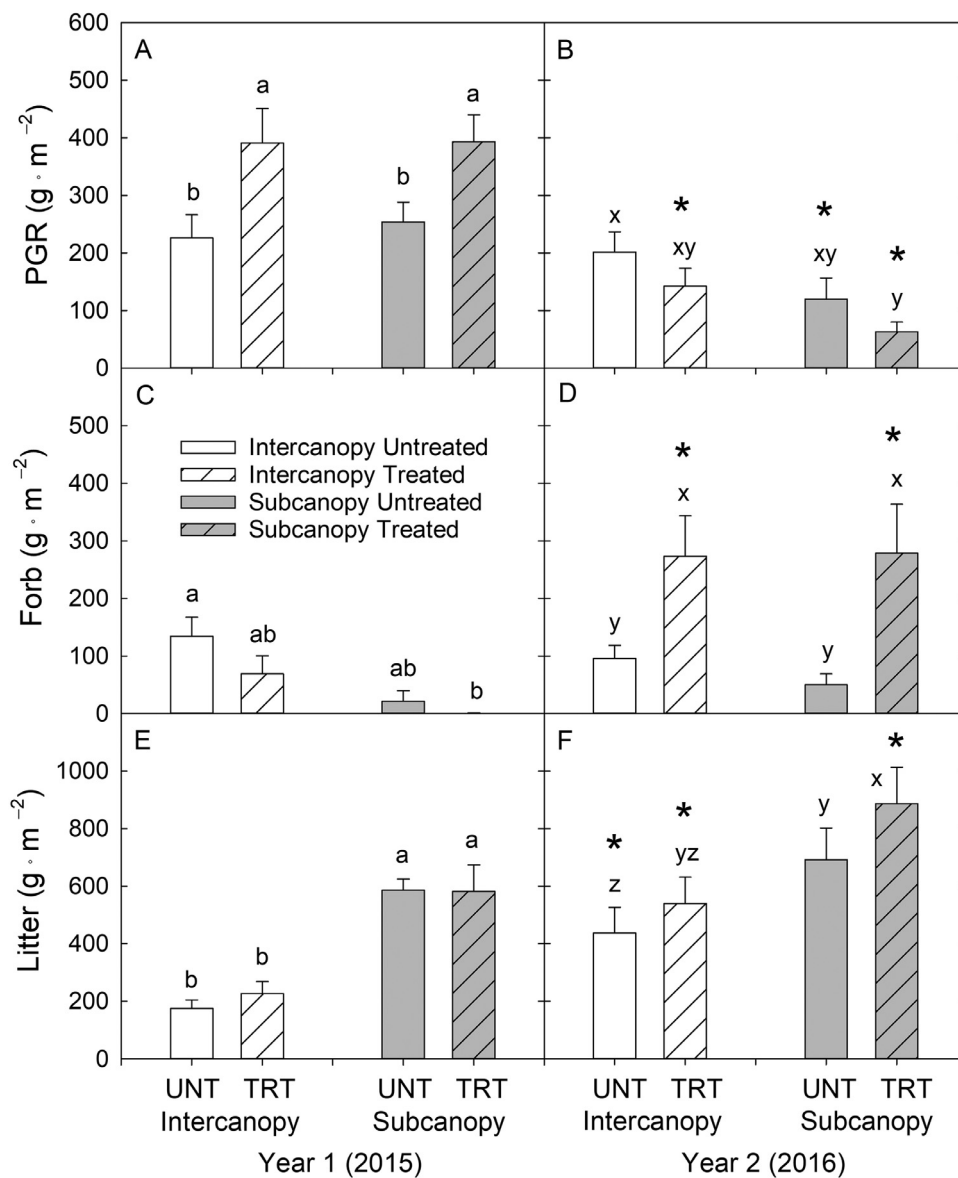 600
500
400
300
200
100
0
PGR (g · m⁻²)
A
b
a
b
a
B
x
*
xy
*
xy
*
y
500
400
300
200
100
0
Forb (g · m⁻²)
C
Intercanopy Untreated
Intercanopy Treated
Subcanopy Untreated
Subcanopy Treated
a
ab
ab
b
D
y
*
x
y
*
x
1000
800
600
400
200
0
Litter (g · m⁻²)
E
b
b
a
a
F
*
z
*
yz
y
*
x
UNT TRT UNT TRT
Intercanopy Subcanopy
Year 1 (2015)
UNT TRT UNT TRT
Intercanopy Subcanopy
Year 2 (2016)